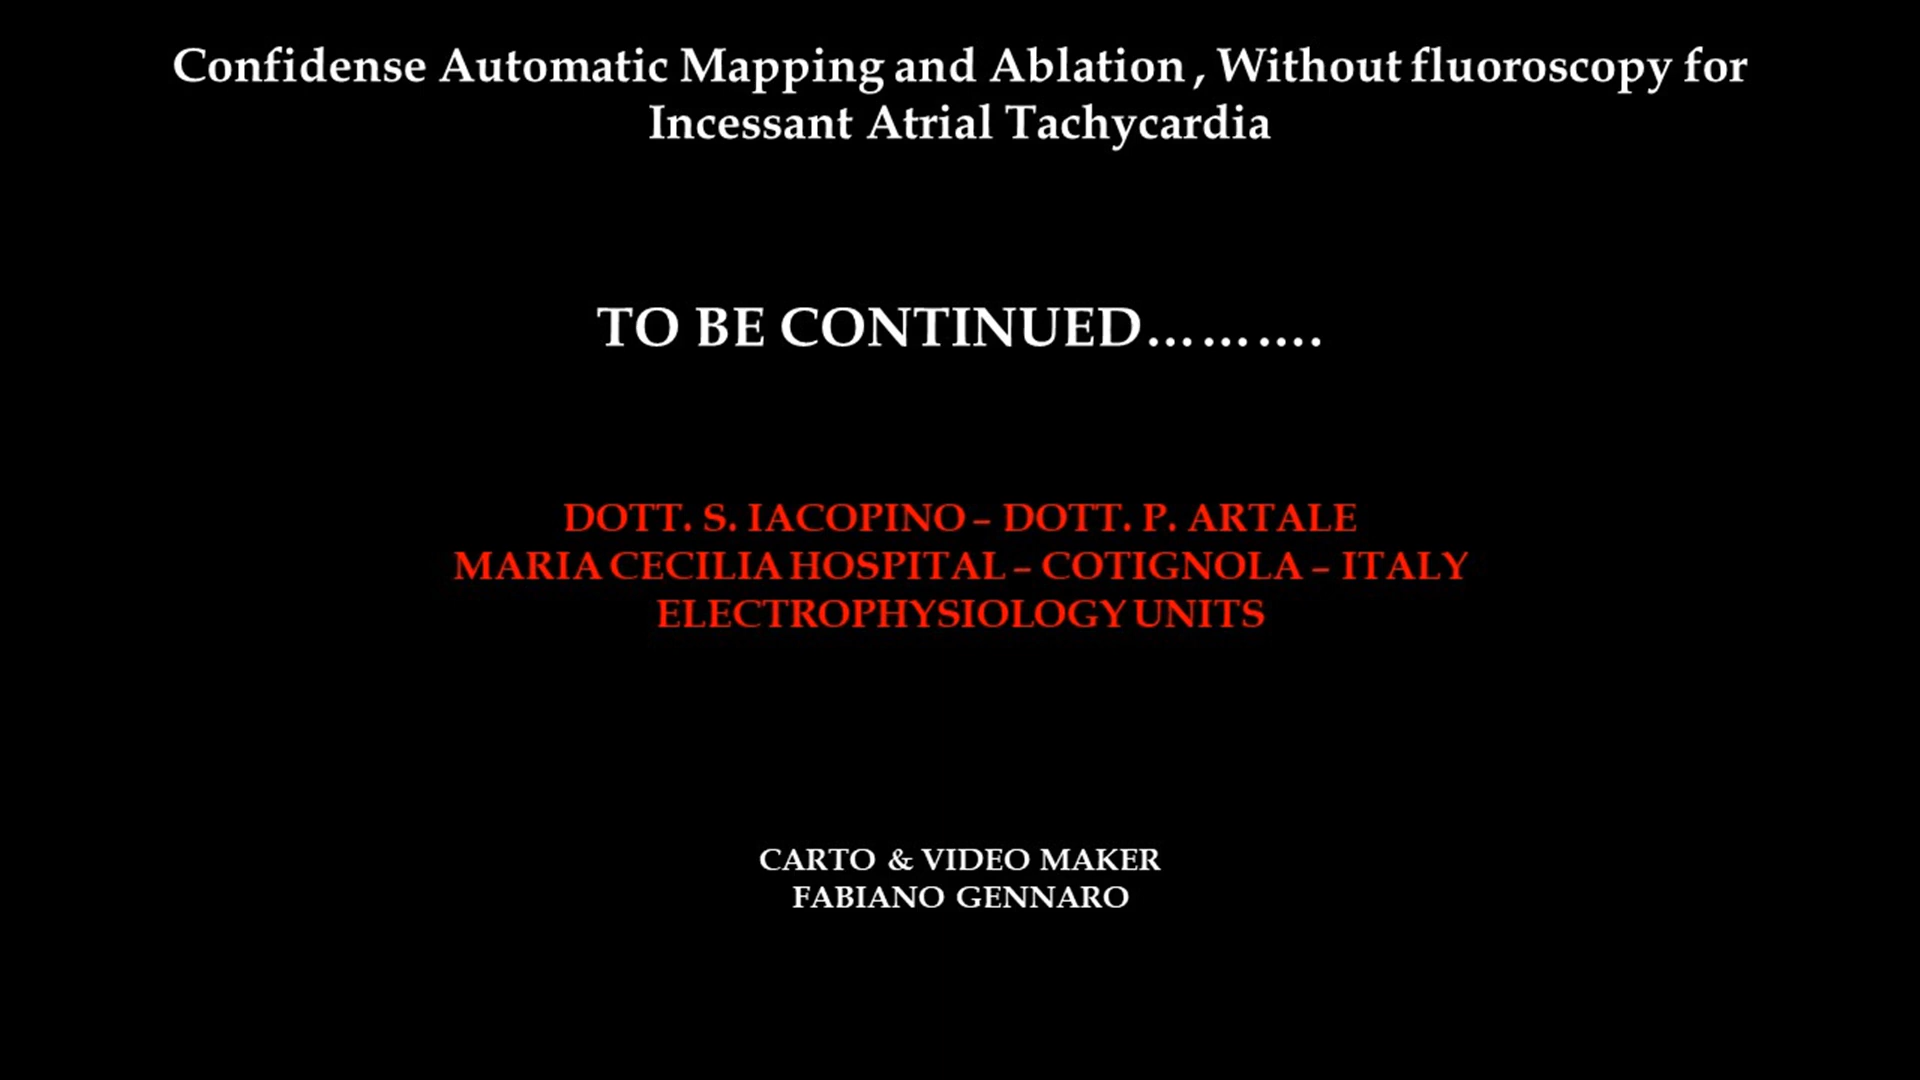 Confidense Automatic Mapping and Ablation , Without fluoroscopy for
Incessant Atrial Tachycardia
TO BE CONTINUED……….
DOTT. S. IACOPINO – DOTT. P. ARTALE
MARIA CECILIA HOSPITAL – COTIGNOLA – ITALY
ELECTROPHYSIOLOGY UNITS
CARTO & VIDEO MAKER
FABIANO GENNARO